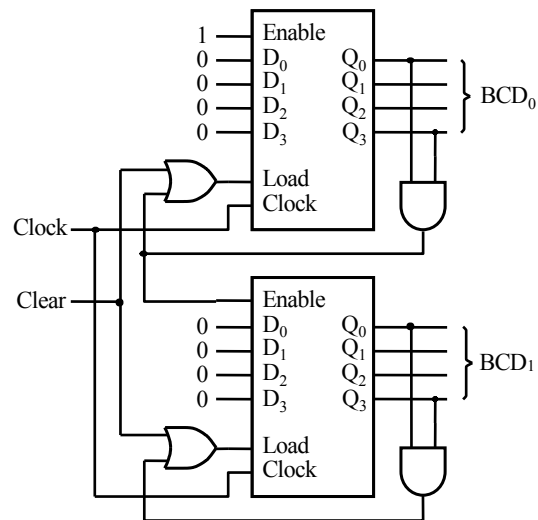 1 Enable
0 D0 Q0
0 D1 Q1
0 D2 Q2
0 D3 Q3
BCD0
Load
Clock
Clock
Clear
Enable
0 D0 Q0
0 D1 Q1
0 D2 Q2
0 D3 Q3
BCD1
Load
Clock